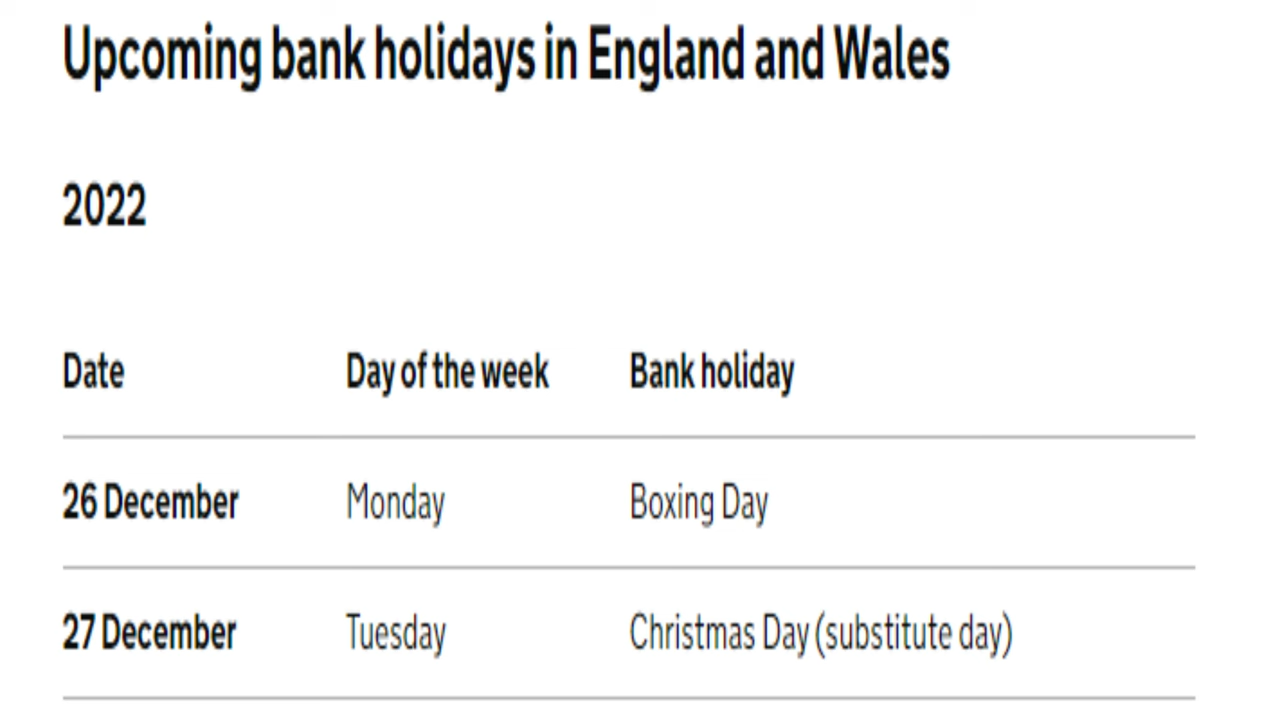 Upcoming bank holidays in England and Wales
2022
Date Day of the week Bank holiday
26 December Monday Boxing Day
27 December Tuesday Christmas Day (substitute day)